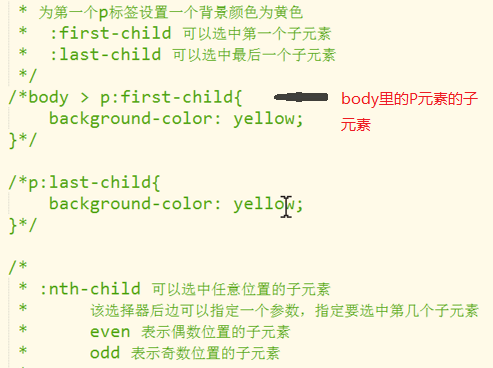 * 为第一个p标签设置一个背景颜色为黄色
* :first-child 可以选中第一个子元素
* :last-child 可以选中最后一个子元素
*/
/*body > p:first-child{
body里的P元素的子
元素
background-color: yellow;
}*/
/*p:last-child{
background-color: yellow;
}*/
/*
* :nth-child 可以选中任意位置的子元素
* 该选择器后边可以指定一个参数，指定要选中第几个子元素
* even 表示偶数位置的子元素
* odd 表示奇数位置的子元素